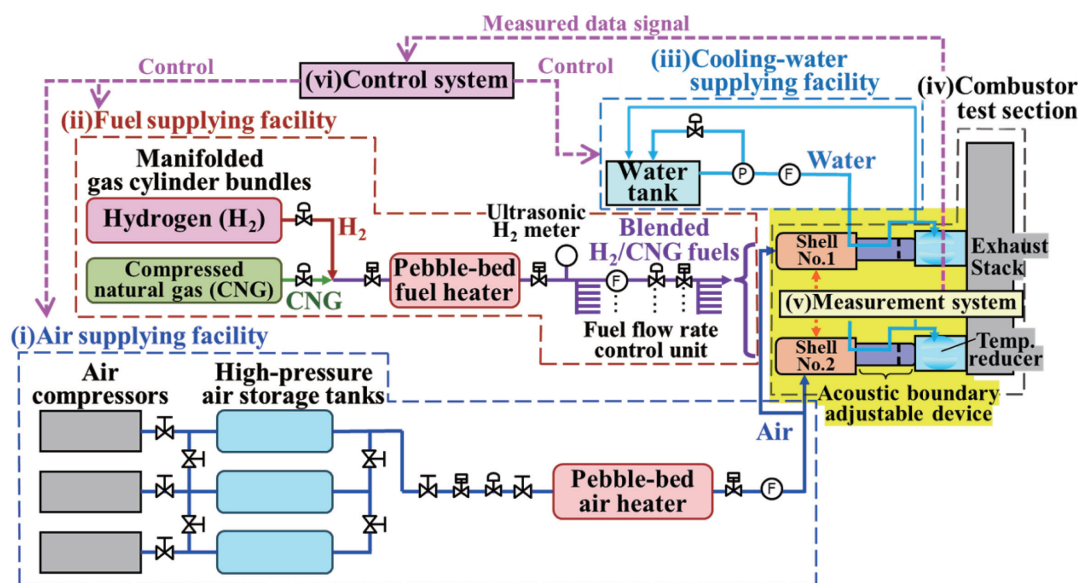 Measured data signal
Control
(vi)Control system
Control
(iii)Cooling-water
supplying facility
(iv)Combustor
test section
(ii)Fuel supplying facility
Manifolded
gas cylinder bundles
Hydrogen (H2)
H2
Compressed
natural gas (CNG)
CNG
Pebble-bed
fuel heater
Ultrasonic
H2 meter
Blended
H2/CNG fuels
F
Fuel flow rate
control unit
Water
tank
P
F
Water
Shell
No.1
Exhaust
Stack
(v)Measurement system
Shell
No.2
Temp.
reducer
Acoustic boundary
adjustable device
(i)Air supplying facility
Air
compressors
High-pressure
air storage tanks
Pebble-bed
air heater
F
Air